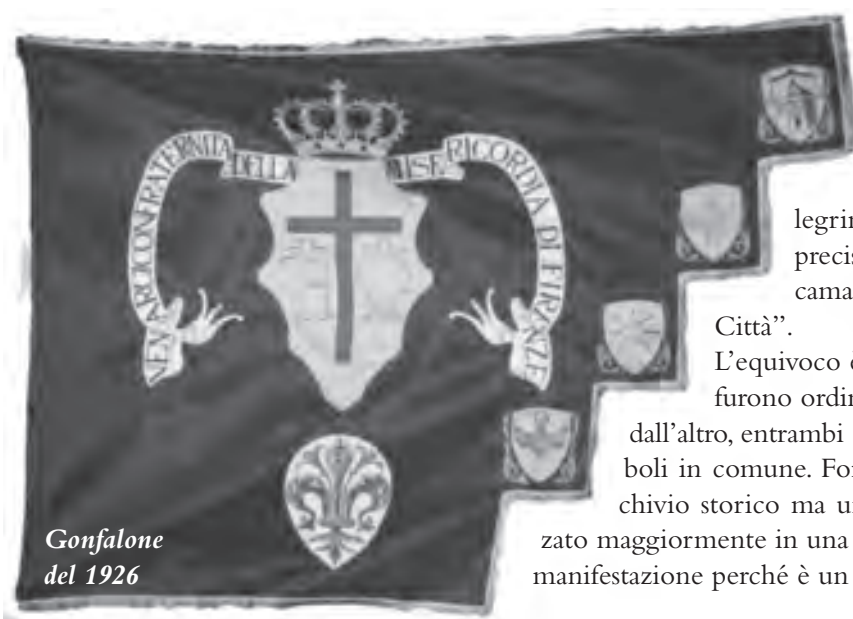 VEN ARCICONFRATERNITA DELLA MISERICORDIA DI FIRENZE
Gonfalone
del 1926
legrin
precis
cama
Città”.
L’equivoco
furono ordin
dall’altro, entrambi
boli in comune. For
chivio storico ma u
zato maggiormente in una
manifestazione perché è un